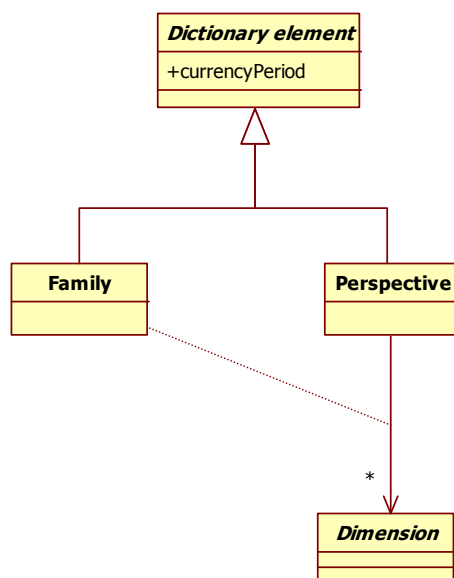 Dictionary element
+currencyPeriod
Family
Perspective
*
Dimension